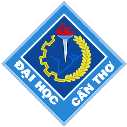 ĐẠI HỌC
CẦN THƠ